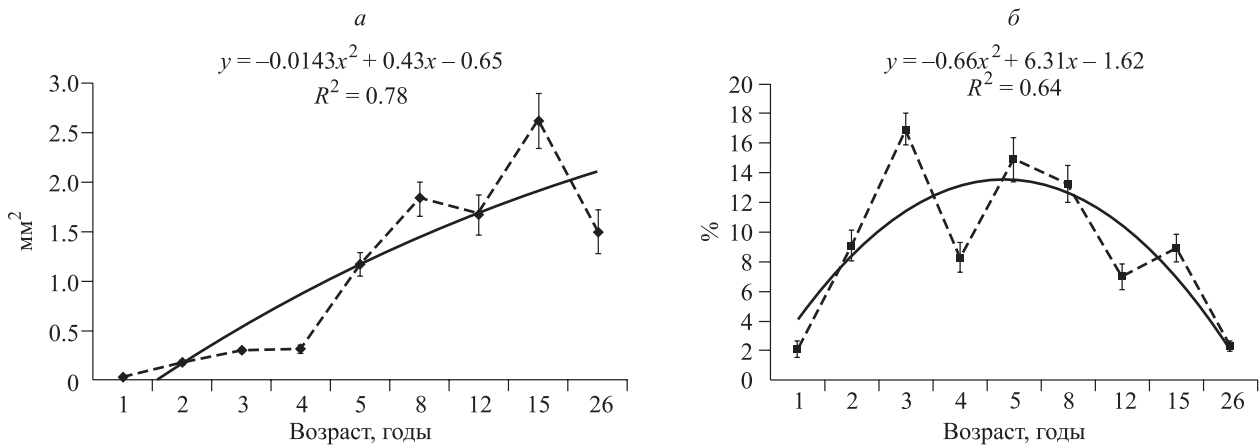 а
y = –0.0143x² + 0.43x – 0.65
R² = 0.78
3.0
2.5
2.0
1.5
1.0
0.5
0
мм²
1 2 3 4 5 8 12 15 26
Возраст, годы
б
y = –0.66x² + 6.31x – 1.62
R² = 0.64
20
18
16
14
12
10
8
6
4
2
0
%
1 2 3 4 5 8 12 15 26
Возраст, годы